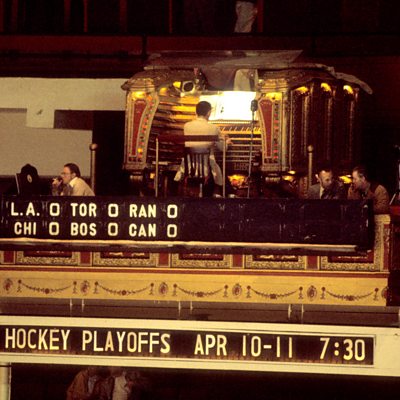 L.A. 0 TOR 0 RAN 0
CHI 0 BOS 0 CAN 0
HOCKEY PLAYOFFS APR 10-11 7:30